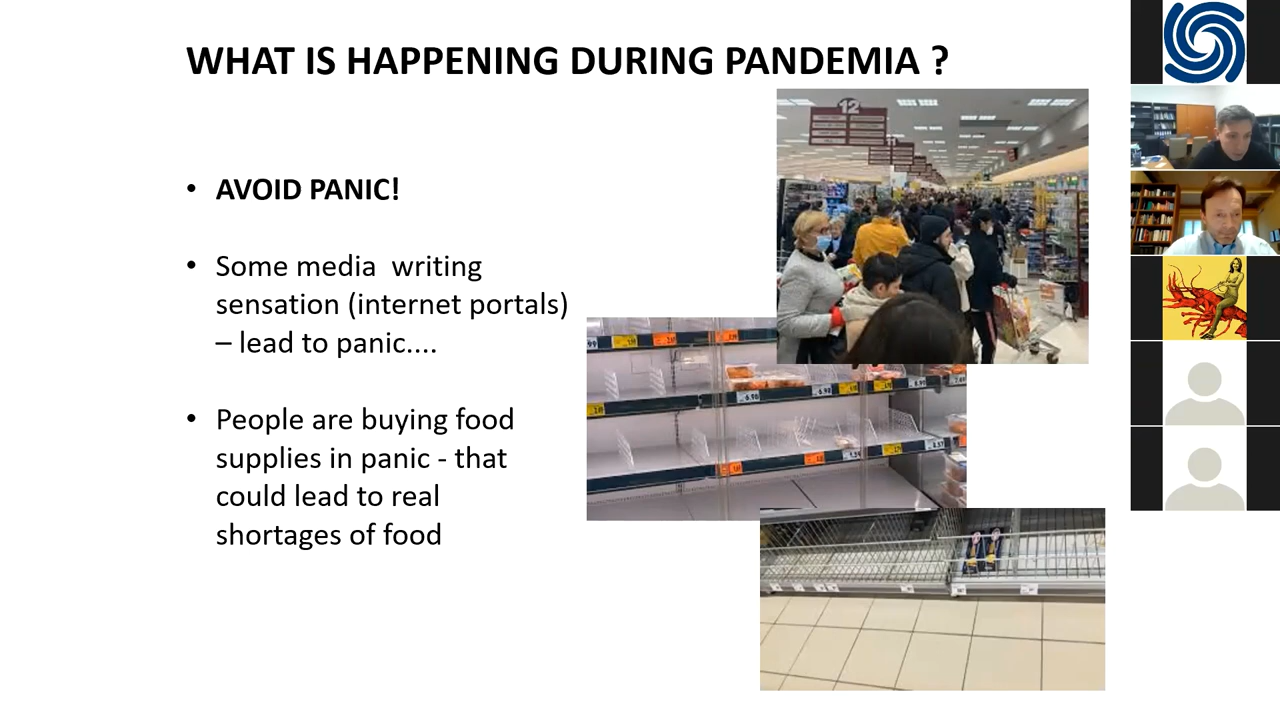 WHAT IS HAPPENING DURING PANDEMIA ?
• AVOID PANIC!
• Some media writing
sensation (internet portals)
– lead to panic....
• People are buying food
supplies in panic - that
could lead to real
shortages of food
12